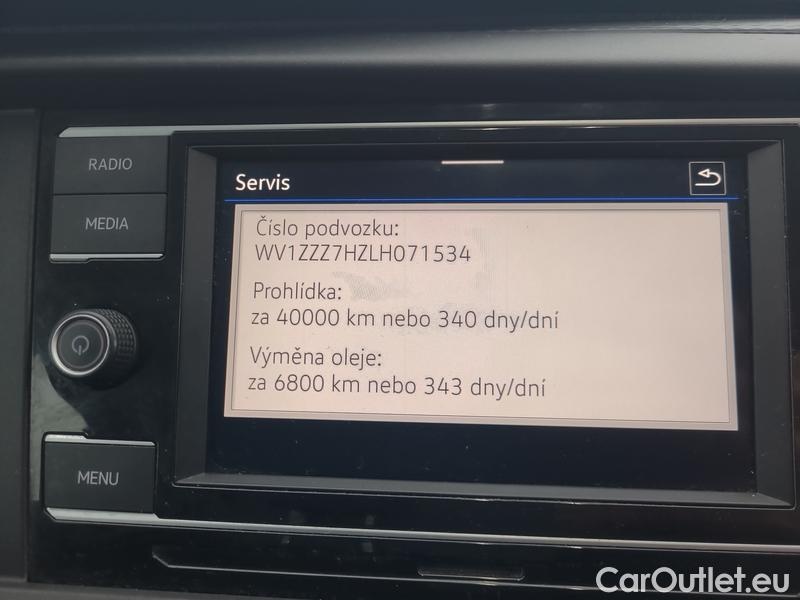 RADIO
MEDIA
MENU
Servis
Číslo podvozku:
WV1ZZZ7HZLH071534
Prohlídka:
za 40000 km nebo 340 dny/dní
Výměna oleje:
za 6800 km nebo 343 dny/dní
CarOutlet.eu